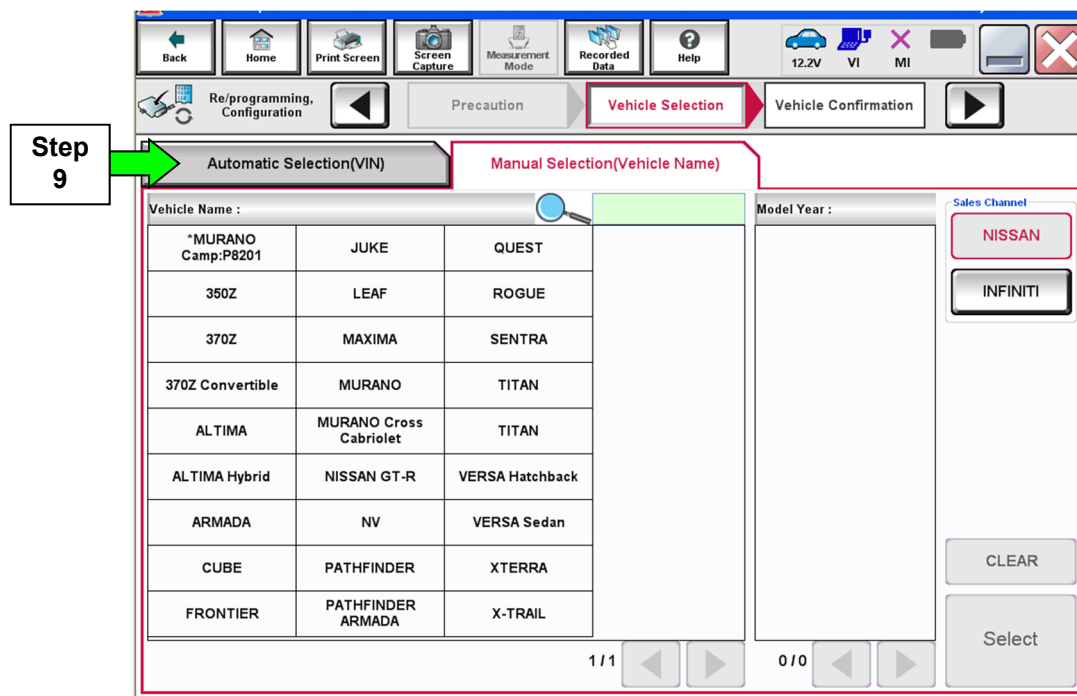 Back
Home
Print Screen
Screen
Capture
Measurement
Mode
Recorded
Data
Help
12.2V
VI
MI
Re/programming,
Configuration
Precaution
Vehicle Selection
Vehicle Confirmation
Step
9
Automatic Selection(VIN)
Manual Selection(Vehicle Name)
Vehicle Name :
Model Year :
Sales Channel
*MURANO
Camp:P8201
JUKE
QUEST
NISSAN
350Z
LEAF
ROGUE
INFINITI
370Z
MAXIMA
SENTRA
370Z Convertible
MURANO
TITAN
ALTIMA
MURANO Cross
Cabriolet
TITAN
ALTIMA Hybrid
NISSAN GT-R
VERSA Hatchback
ARMADA
NV
VERSA Sedan
CUBE
PATHFINDER
XTERRA
CLEAR
FRONTIER
PATHFINDER
ARMADA
X-TRAIL
Select
1/1
0/0